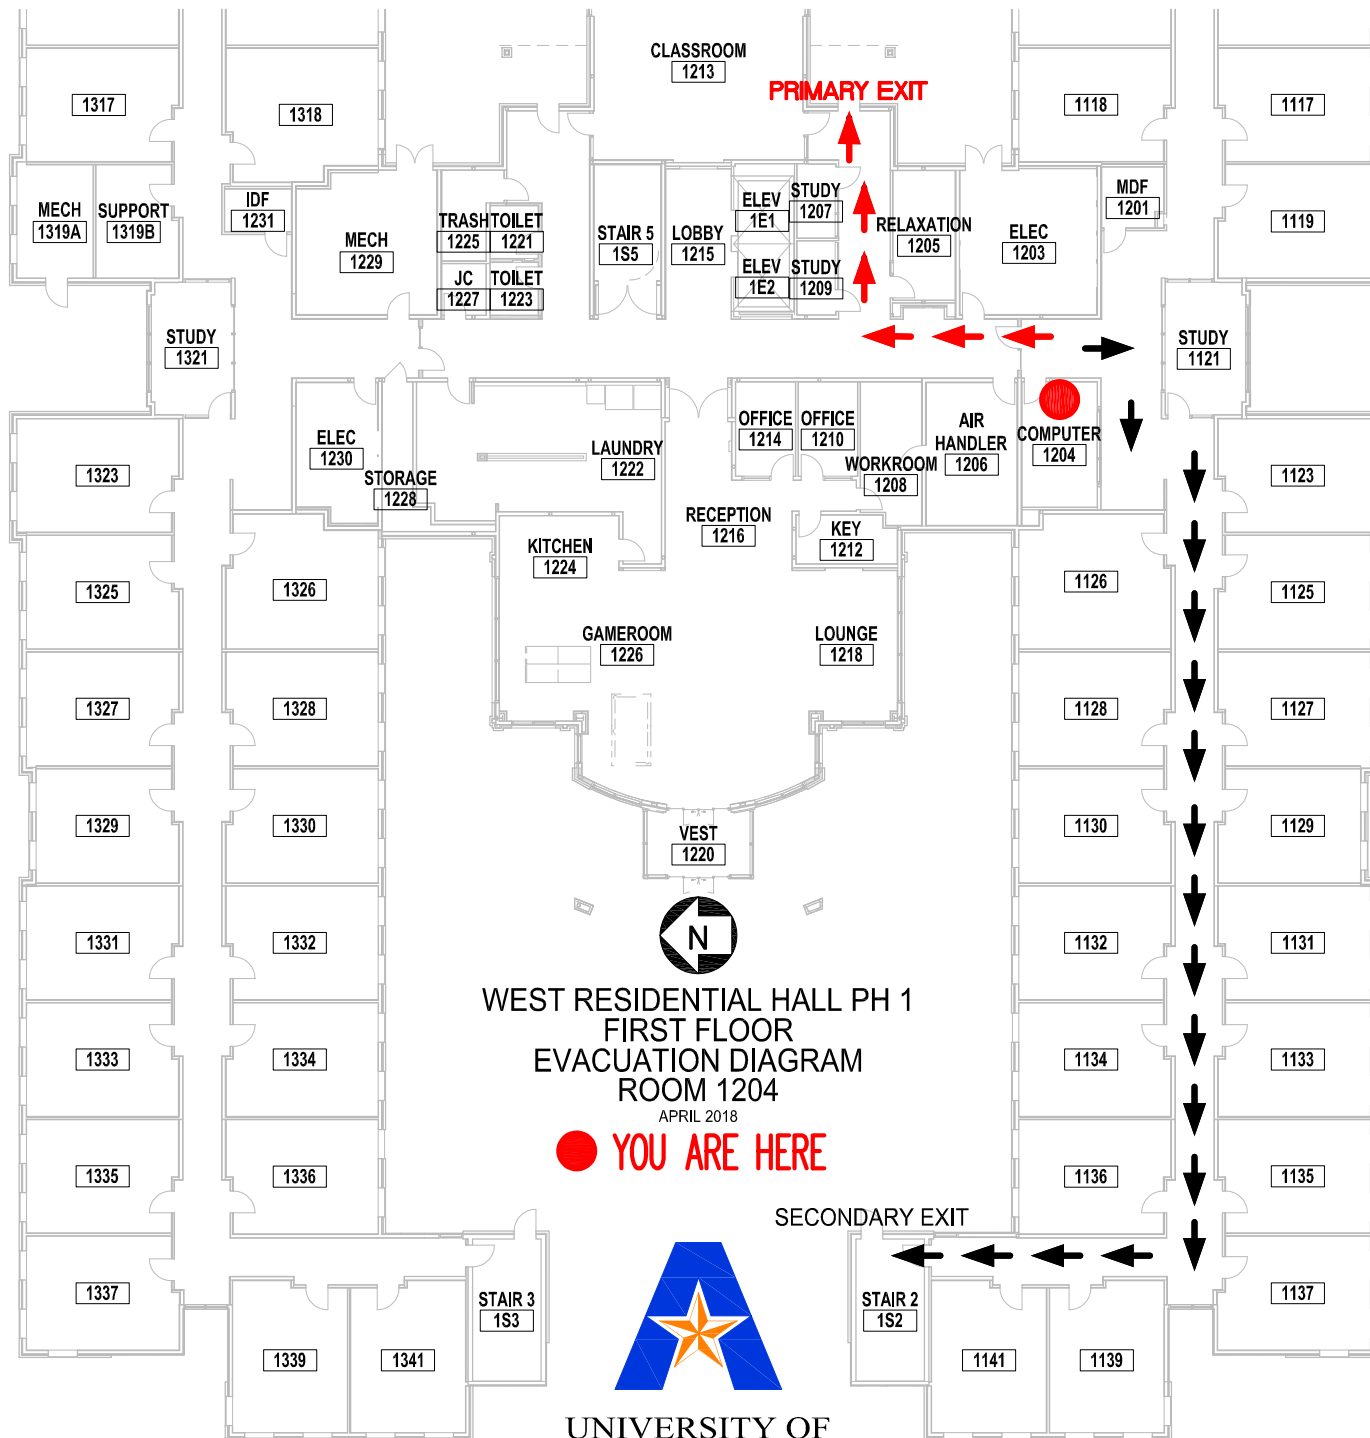 CLASSROOM
1213
PRIMARY EXIT
1317
1318
1118
1117
MECH
1319A
SUPPORT
1319B
IDF
1231
MECH
1229
TRASH
1225
TOILET
1221
JC
1227
TOILET
1223
STAIR 5
1S5
LOBBY
1215
ELEV
1E1
ELEV
1E2
STUDY
1207
STUDY
1209
RELAXATION
1205
ELEC
1203
MDF
1201
1119
STUDY
1321
STUDY
1121
ELEC
1230
STORAGE
1228
LAUNDRY
1222
OFFICE
1214
OFFICE
1210
WORKROOM
1208
AIR
HANDLER
1206
COMPUTER
1204
1323
1123
RECEPTION
1216
KEY
1212
KITCHEN
1224
1325
1326
1126
1125
GAMEROOM
1226
LOUNGE
1218
1327
1328
1128
1127
1329
1330
VEST
1220
1130
1129
1331
1332
N
1132
1131
WEST RESIDENTIAL HALL PH 1
FIRST FLOOR
EVACUATION DIAGRAM
ROOM 1204
APRIL 2018
YOU ARE HERE
1333
1334
1134
1133
1335
1336
1136
1135
SECONDARY EXIT
1337
STAIR 3
1S3
STAIR 2
1S2
1137
1339
1341
1141
1139
UNIVERSITY OF